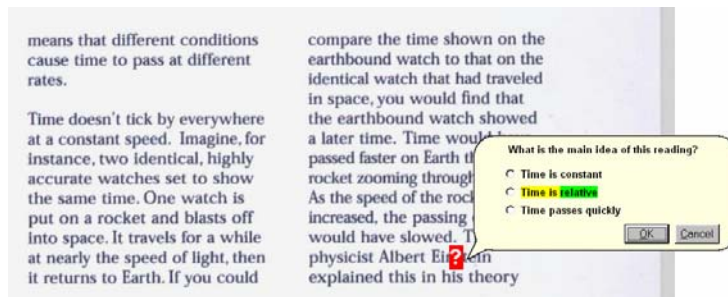 means that different conditions
cause time to pass at different
rates.
Time doesn't tick by everywhere
at a constant speed. Imagine, for
instance, two identical, highly
accurate watches set to show
the same time. One watch is
put on a rocket and blasts off
into space. It travels for a while
at nearly the speed of light, then
it returns to Earth. If you could
compare the time shown on the
earthbound watch to that on the
identical watch that had traveled
in space, you would find that
the earthbound watch showed
a later time. Time would
passed faster on Earth
rocket zooming through
As the speed of the
increased, the passing
would have slowed.
physicist Albert
explained this in his theory
?
What is the main idea of this reading?
Time is constant
Time is relative
Time passes quickly
OK Cancel